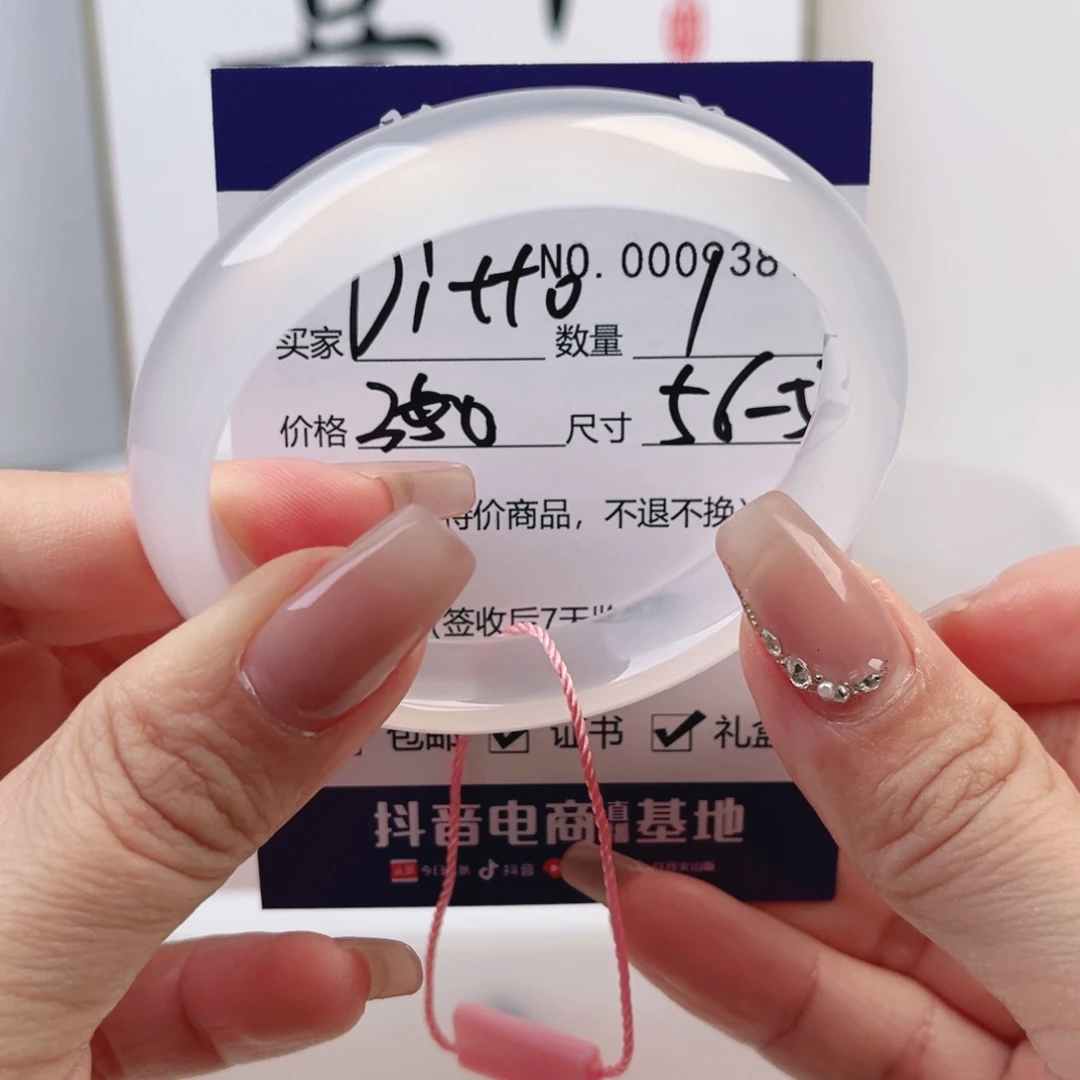 NO. 000938
买家 Ditto 数量 1
价格 380 尺寸 56-5
特价商品，不退不换
（签收后7天
包邮 ☑ 证书 ☑ 礼盒
抖音电商 基地
抖音